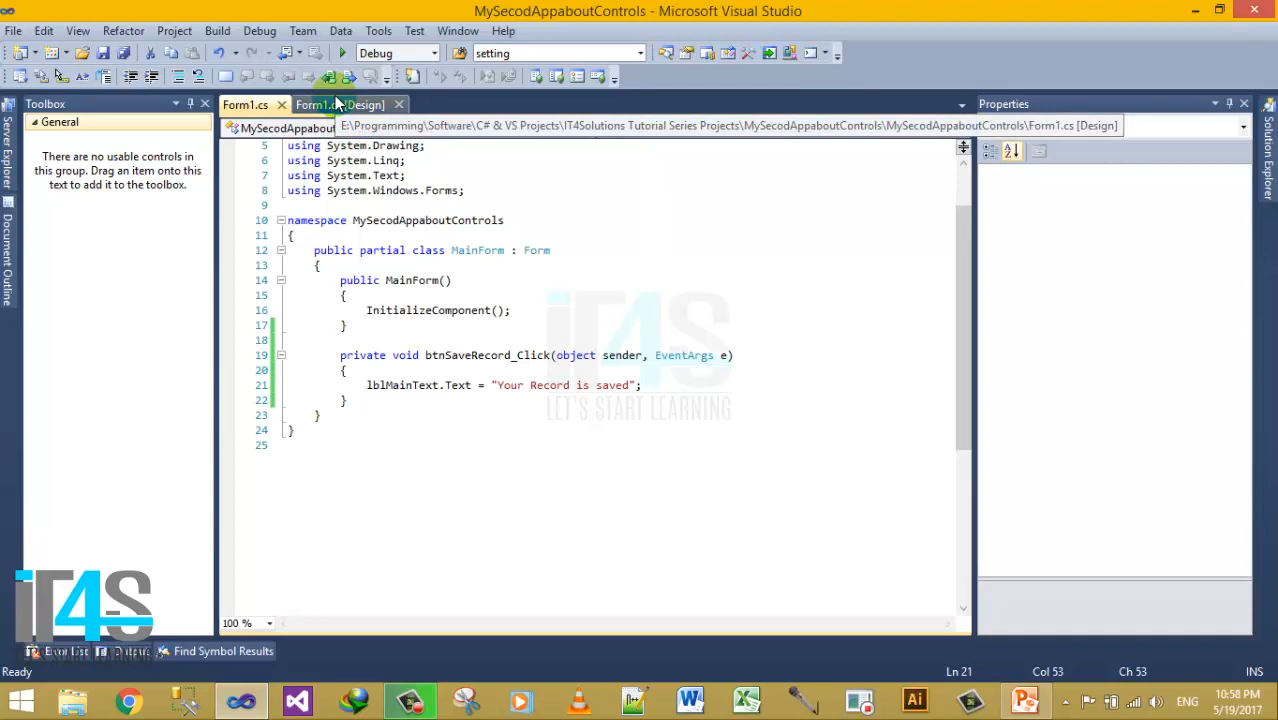 MySecodAppaboutControls - Microsoft Visual Studio
File Edit View Refactor Project Build Debug Team Data Tools Test Window Help
Debug setting
Toolbox
Form1.cs Form1.cs [Design]
Properties
General
MySecodAppabout
E:\Programming\Software\C# & VS Projects\IT4Solutions Tutorial Series Projects\MySecodAppaboutControls\MySecodAppaboutControls\Form1.cs [Design]
There are no usable controls in
this group. Drag an item onto this
text to add it to the toolbox.
Server Explorer
Document Outline
Solution Explorer
5 using System.Drawing;
6 using System.Linq;
7 using System.Text;
8 using System.Windows.Forms;
9
10 namespace MySecodAppaboutControls
11 {
12 public partial class MainForm : Form
13 {
14 public MainForm()
15 {
16 InitializeComponent();
17 }
18
19 private void btnSaveRecord_Click(object sender, EventArgs e)
20 {
21 lblMainText.Text = "Your Record is saved";
22 }
23 }
24 }
25
iT4S
LET'S START LEARNING
100 %
iT4S
Error List Output Find Symbol Results
Ready Ln 21 Col 53 Ch 53 INS
ENG
10:58 PM
5/19/2017